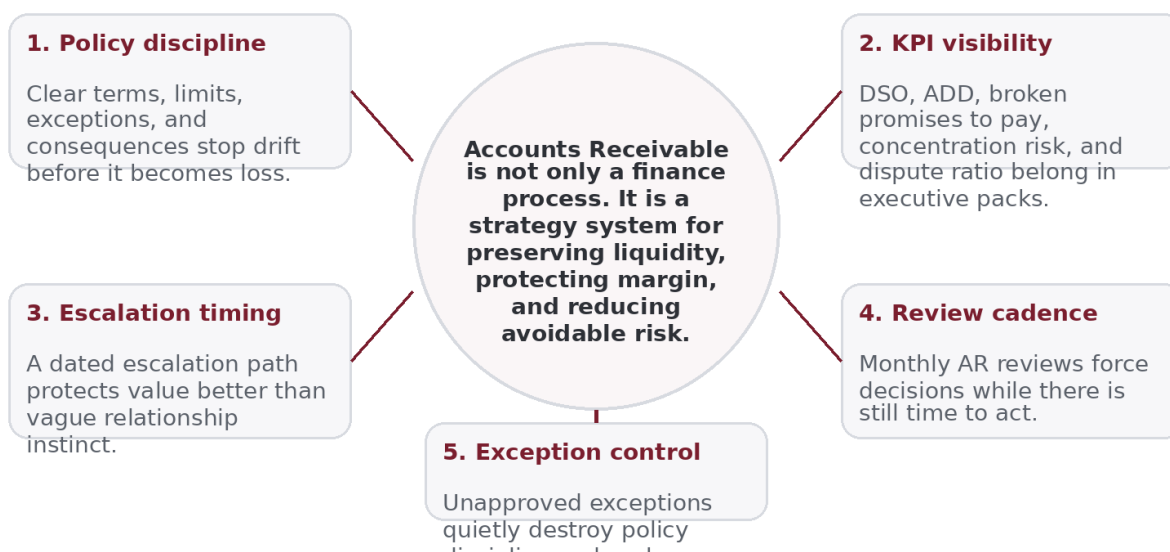 1. Policy discipline
Clear terms, limits,
exceptions, and
consequences stop drift
before it becomes loss.
2. KPI visibility
DSO, ADD, broken
promises to pay,
concentration risk, and
dispute ratio belong in
executive packs.
Accounts Receivable
is not only a finance
process. It is a
strategy system for
preserving liquidity,
protecting margin,
and reducing
avoidable risk.
3. Escalation timing
A dated escalation path
protects value better than
vague relationship
instinct.
4. Review cadence
Monthly AR reviews force
decisions while there is
still time to act.
5. Exception control
Unapproved exceptions
quietly destroy policy